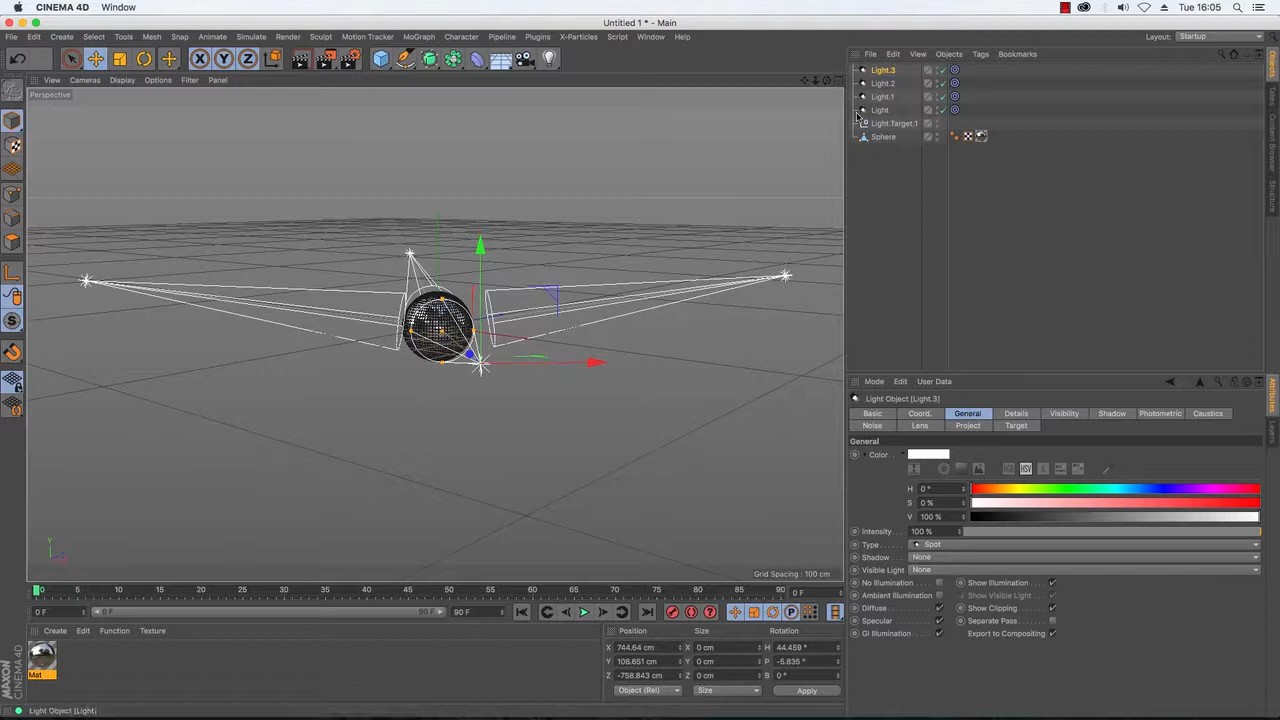 CINEMA 4D Window
Tue 16:05
Untitled 1 * - Main
File Edit Create Select Tools Mesh Snap Animate Simulate Render Sculpt Motion Tracker MoGraph Character Pipeline Plugins X-Particles Script Window Help
Layout: Startup
X Y Z
File Edit View Objects Tags Bookmarks
View Cameras Display Options Filter Panel
Perspective
Light.3
Light.2
Light.1
Light
Light.Target.1
Sphere
Objects
Takes
Content Browser
Structure
Y
Grid Spacing : 100 cm
Mode Edit User Data
Light Object [Light.3]
Basic Coord. General Details Visibility Shadow Photometric Caustics
Noise Lens Project Target
General
Color
HSV
H 0 °
S 0 %
V 100 %
Intensity 100 %
Type Spot
Shadow None
Visible Light None
No Illumination Show Illumination
Ambient Illumination Show Visible Light
Diffuse Show Clipping
Specular Separate Pass
GI Illumination Export to Compositing
Attributes
Layers
0 5 10 15 20 25 30 35 40 45 50 55 60 65 70 75 80 85 90 0 F
0 F 0 F 90 F 90 F
Create Edit Function Texture
Mat
Position Size Rotation
X 744.64 cm X 0 cm H 44.459 °
Y 108.651 cm Y 0 cm P -5.835 °
Z -758.843 cm Z 0 cm B 0 °
Object (Rel) Size Apply
MAXON CINEMA 4D
Light Object [Light]